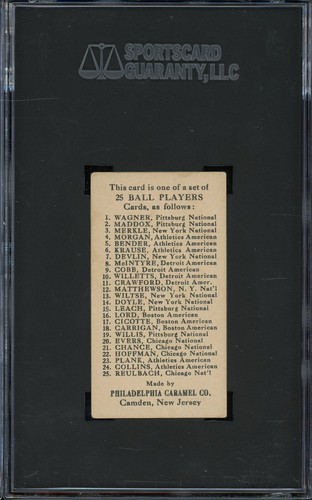 SPORTSCARD
GUARANTY, LLC
This card is one of a set of
25 BALL PLAYERS
Cards, as follows:
1. WAGNER, Pittsburg National
2. MADDOX, Pittsburg National
3. MERKLE, New York National
4. MORGAN, Athletics American
5. BENDER, Athletics American
6. KRAUSE, Athletics American
7. DEVLIN, New York National
8. McINTYRE, Detroit American
9. COBB, Detroit American
10. WILLETTS, Detroit American
11. CRAWFORD, Detroit Amer.
12. MATTHEWSON, N. Y. Nat'l
13. WILTSE, New York National
14. DOYLE, New York National
15. LEACH, Pittsburg National
16. LORD, Boston American
17. CICOTTE, Boston American
18. CARRIGAN, Boston American
19. WILLIS, Pittsburg National
20. EVERS, Chicago National
21. CHANCE, Chicago National
22. HOFFMAN, Chicago National
23. PLANK, Athletics American
24. COLLINS, Athletics American
25. REULBACH, Chicago Nat'l
Made by
PHILADELPHIA CARAMEL CO.
Camden, New Jersey